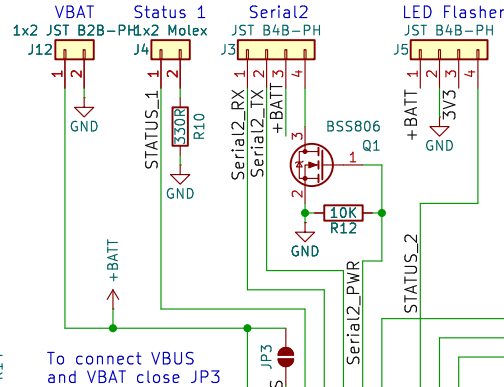 VBAT
Status 1
Serial2
LED Flasher
1x2 JST B2B-PH
1x2 Molex
JST B4B-PH
JST B4B-PH
J12
J4
J3
J5
1 2
1 2
1 2 3 4
1 2 3 4
GND
STATUS_1
330R
R10
GND
Serial2_RX
Serial2_TX
+BATT
3
BSS806
Q1
1
2
10K
R12
GND
+BATT
GND
3V3
STATUS_2
Serial2_PWR
+BATT
JP3
To connect VBUS
and VBAT close JP3